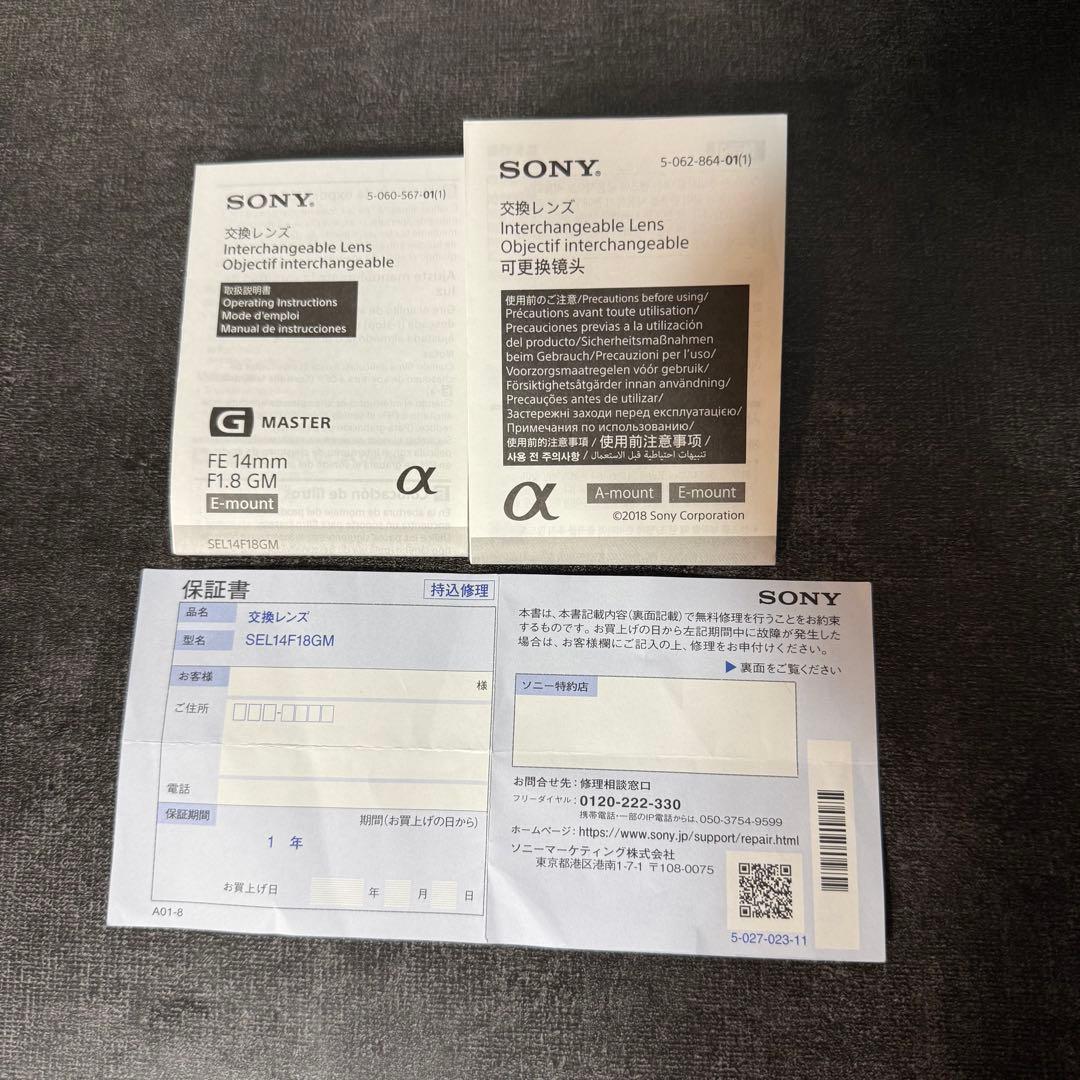 SONY®
5-060-567-01(1)
交換レンズ
Interchangeable Lens
Objectif interchangeable
取扱説明書
Operating Instructions
Mode d'emploi
Manual de instrucciones
G MASTER
FE 14mm
F1.8 GM
E-mount
α
SEL14F18GM
SONY®
5-062-864-01(1)
交換レンズ
Interchangeable Lens
Objectif interchangeable
可更换镜头
使用前のご注意/Precautions before using/
Précautions avant toute utilisation/
Precauciones previas a la utilización
del producto/Sicherheitsmaßnahmen
beim Gebrauch/Precauzioni per l'uso/
Voorzorgsmaatregelen vóór gebruik/
Försiktighetsåtgärder innan användning/
Precauções antes de utilizar/
Застережні заходи перед експлуатацією/
Примечания по использованию/
使用前的注意事項 / 使用前注意事项 /
사용 전 주의사항 / تنبيهات احتياطية قبل الاستعمال
α
A-mount E-mount
©2018 Sony Corporation
保証書
持込修理
品名 交換レンズ
型名 SEL14F18GM
お客様
様
ご住所
電話
保証期間
期間(お買上げの日から)
1 年
お買上げ日 年 月 日
A01-8
SONY
本書は、本書記載内容(裏面記載)で無料修理を行うことをお約束
するものです。お買上げの日から左記期間中に故障が発生した
場合は、お客様欄にご記入の上、修理をお申付けください。
▶裏面をご覧ください
ソニー特約店
お問合せ先:修理相談窓口
フリーダイヤル:0120-222-330
携帯電話・一部のIP電話からは、050-3754-9599
ホームページ:https://www.sony.jp/support/repair.html
ソニーマーケティング株式会社
東京都港区港南1-7-1 〒108-0075
5-027-023-11